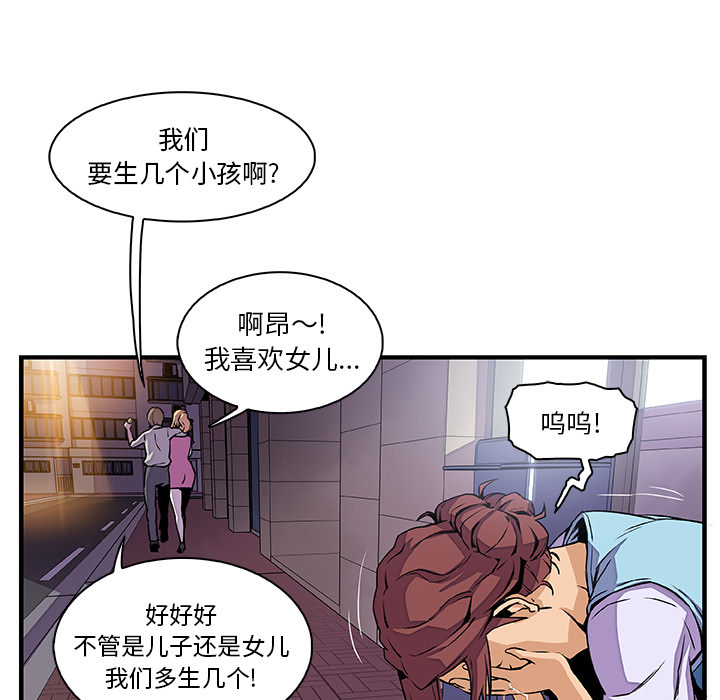 我们
要生几个小孩啊?
啊昂～!
我喜欢女儿...
呜呜!
好好好
不管是儿子还是女儿
我们多生几个!